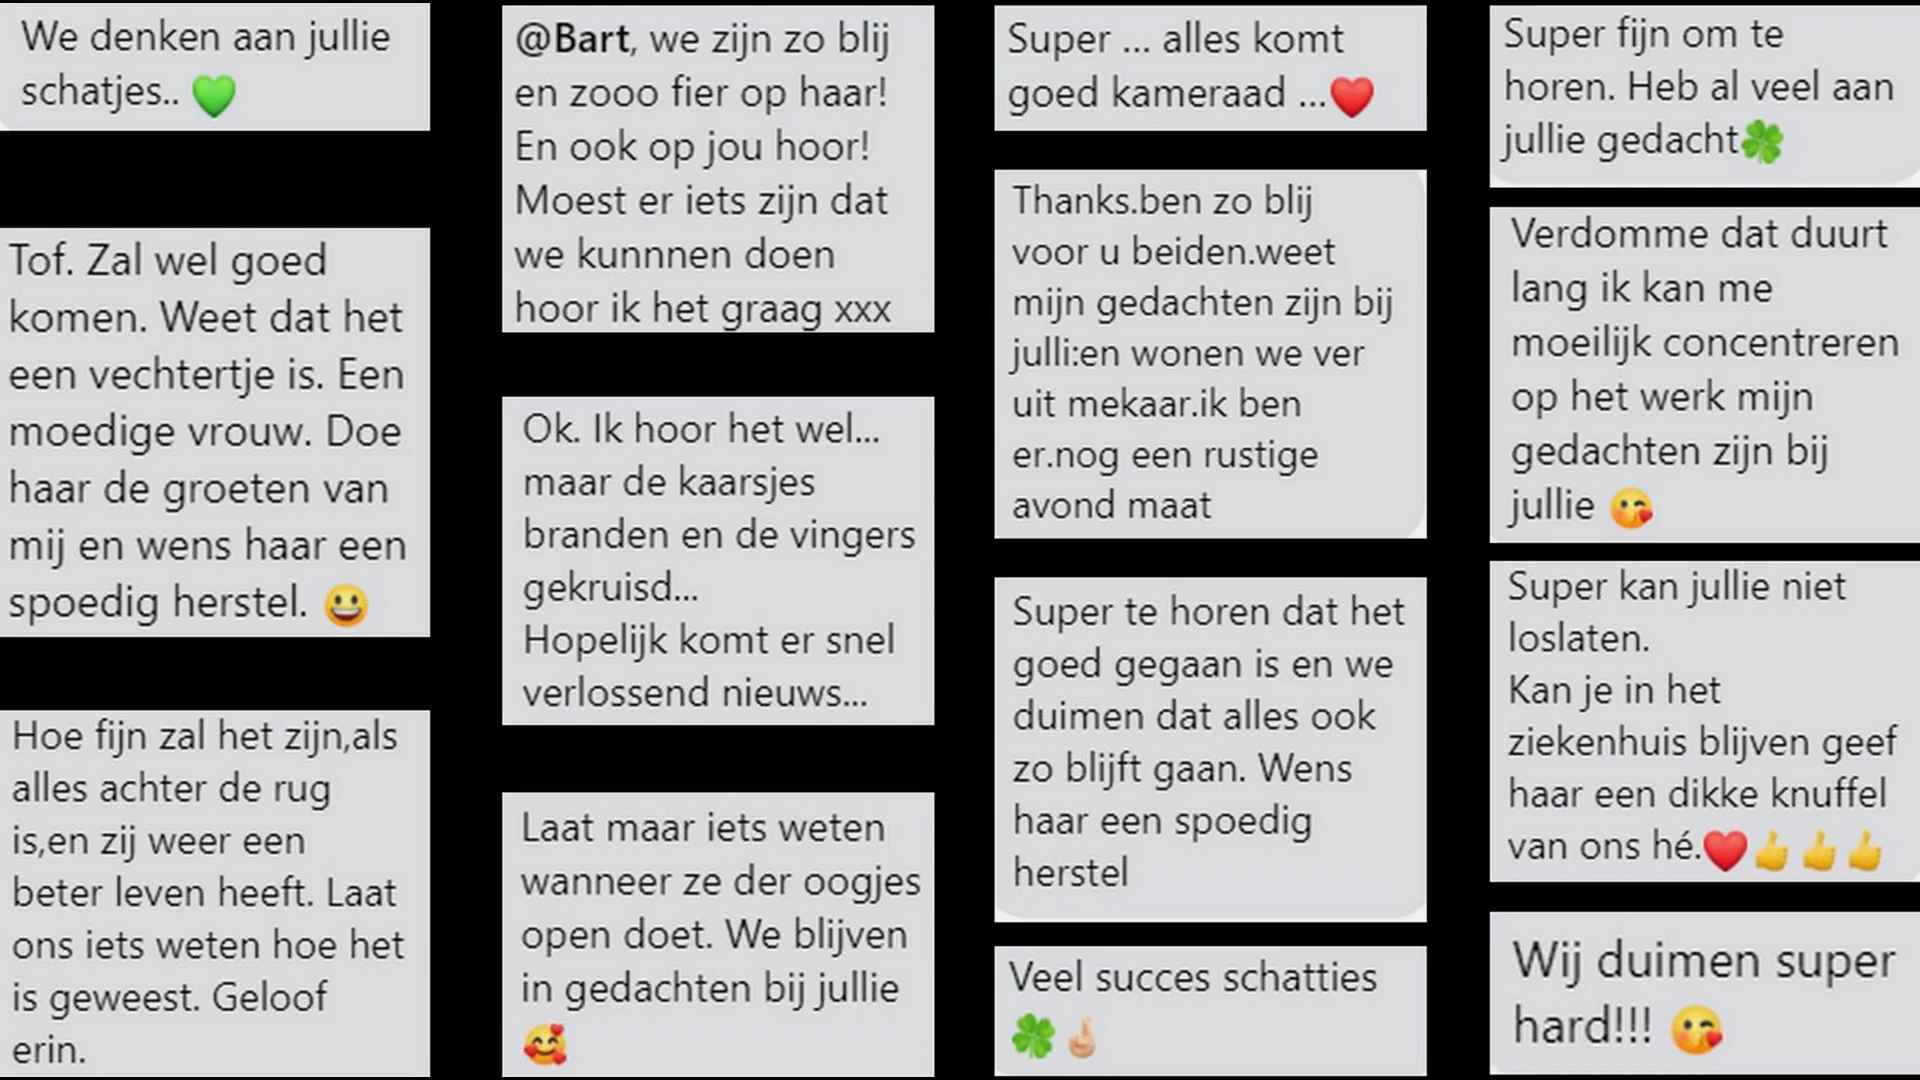 We denken aan jullie
schatjes.. 💚
Tof. Zal wel goed
komen. Weet dat het
een vechtertje is. Een
moedige vrouw. Doe
haar de groeten van
mij en wens haar een
spoedig herstel. 😀
Hoe fijn zal het zijn,als
alles achter de rug
is,en zij weer een
beter leven heeft. Laat
ons iets weten hoe het
is geweest. Geloof
erin.
@Bart, we zijn zo blij
en zooo fier op haar!
En ook op jou hoor!
Moest er iets zijn dat
we kunnnen doen
hoor ik het graag xxx
Ok. Ik hoor het wel...
maar de kaarsjes
branden en de vingers
gekruisd...
Hopelijk komt er snel
verlossend nieuws...
Laat maar iets weten
wanneer ze der oogjes
open doet. We blijven
in gedachten bij jullie
🥰
Super ... alles komt
goed kameraad ...❤️
Thanks.ben zo blij
voor u beiden.weet
mijn gedachten zijn bij
julli:en wonen we ver
uit mekaar.ik ben
er.nog een rustige
avond maat
Super te horen dat het
goed gegaan is en we
duimen dat alles ook
zo blijft gaan. Wens
haar een spoedig
herstel
Veel succes schatties
🍀🤞🏼
Super fijn om te
horen. Heb al veel aan
jullie gedacht🍀
Verdomme dat duurt
lang ik kan me
moeilijk concentreren
op het werk mijn
gedachten zijn bij
jullie 😘
Super kan jullie niet
loslaten.
Kan je in het
ziekenhuis blijven geef
haar een dikke knuffel
van ons hé.❤️👍👍👍
Wij duimen super
hard!!! 😘